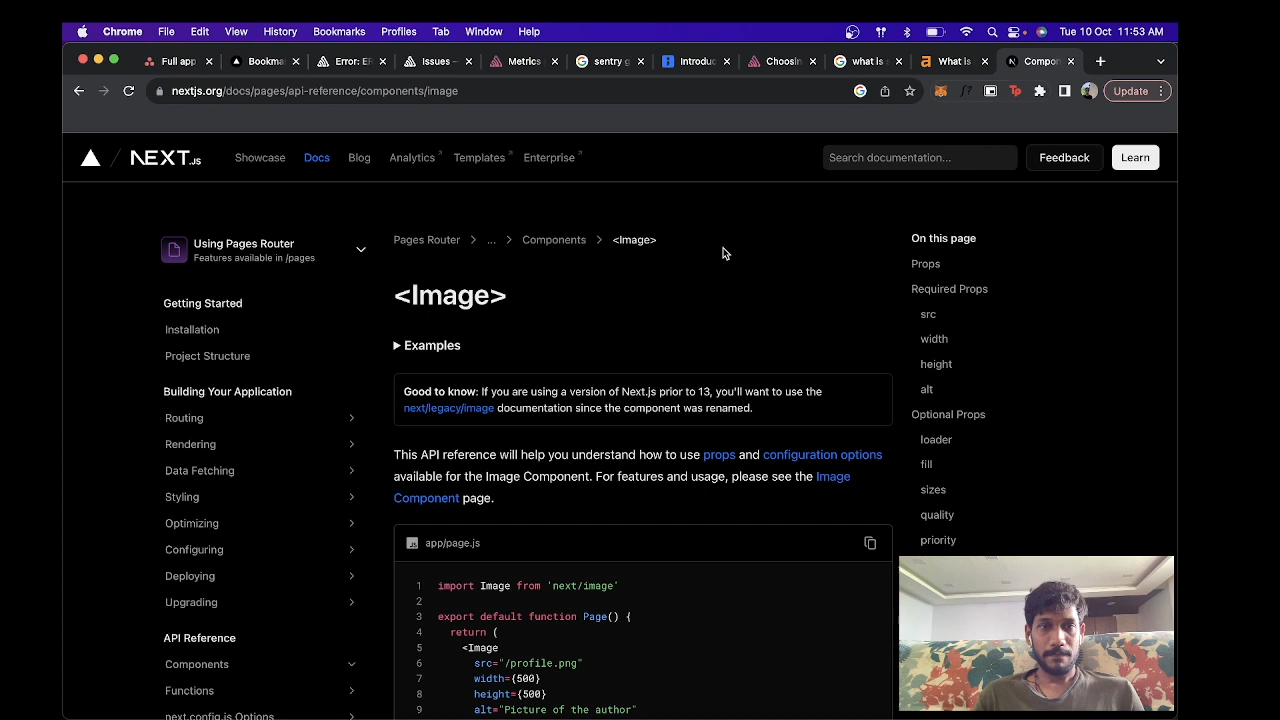 Chrome File Edit View History Bookmarks Profiles Tab Window Help Tue 10 Oct 11:53 AM
Full app Bookma Error: EF Issues – Metrics sentry g Introduc Choosin what is s What is Compon
nextjs.org/docs/pages/api-reference/components/image Update
NEXT.JS Showcase Docs Blog Analytics Templates Enterprise Search documentation... Feedback Learn
Using Pages Router
Features available in /pages
Getting Started
Installation
Project Structure
Building Your Application
Routing
Rendering
Data Fetching
Styling
Optimizing
Configuring
Deploying
Upgrading
API Reference
Components
Functions
next.config.js Options
Pages Router > ... > Components > <Image>
<Image>
Examples
Good to know: If you are using a version of Next.js prior to 13, you'll want to use the
next/legacy/image documentation since the component was renamed.
This API reference will help you understand how to use props and configuration options
available for the Image Component. For features and usage, please see the Image
Component page.
JS app/page.js
1 import Image from 'next/image'
2
3 export default function Page() {
4 return (
5 <Image
6 src="/profile.png"
7 width={500}
8 height={500}
9 alt="Picture of the author"
On this page
Props
Required Props
src
width
height
alt
Optional Props
loader
fill
sizes
quality
priority